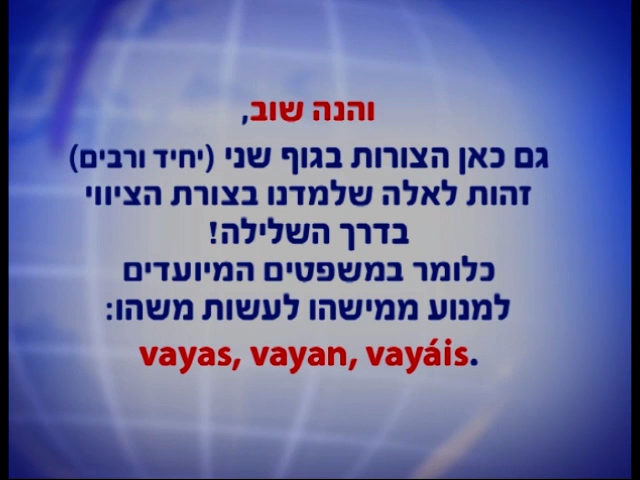 והנה שוב,
גם כאן הצורות בגוף שני (יחיד ורבים)
זהות לאלה שלמדנו בצורת הציווי
בדרך השלילה!
כלומר במשפטים המיועדים
למנוע ממישהו לעשות משהו:
vayas, vayan, vayáis.